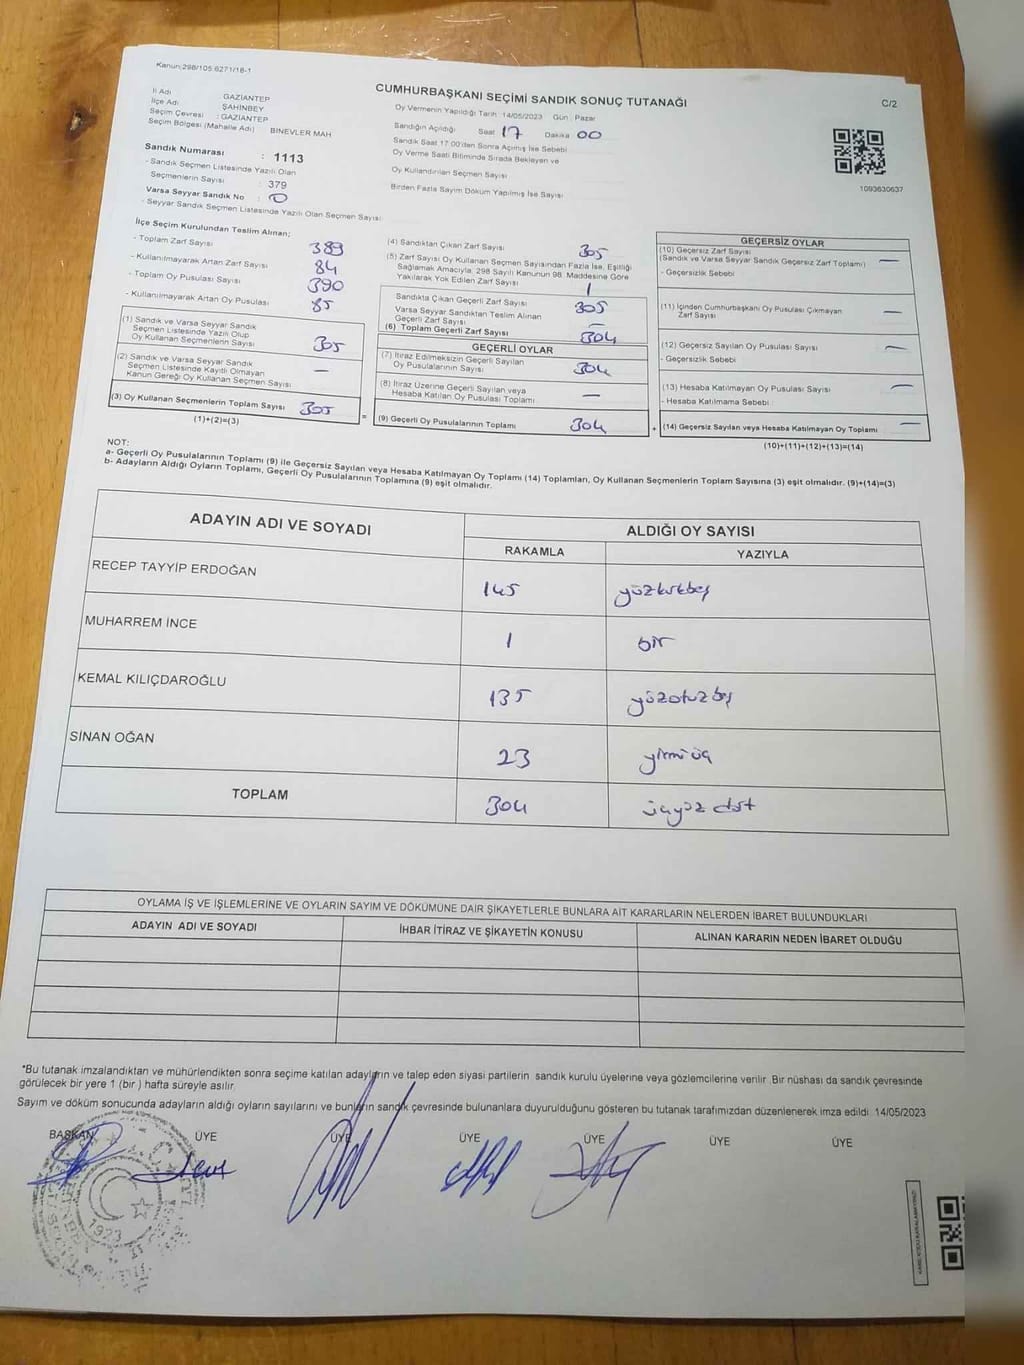 Kanun:298/105:6271/18-1
CUMHURBAŞKANI SEÇİMİ SANDIK SONUÇ TUTANAĞI
C/2
İl Adı GAZİANTEP
İlçe Adı ŞAHİNBEY
Seçim Çevresi : GAZİANTEP
Seçim Bölgesi (Mahalle Adı) BİNEVLER MAH
Oy Vermenin Yapıldığı Tarih : 14/05/2023 Gün : Pazar
Sandığın Açıldığı Saat 17 Dakika 00
Sandık Saat 17.00'den Sonra Açılmış İse Sebebi
Oy Verme Saati Bitiminde Sırada Bekleyen ve
Oy Kullandırılan Seçmen Sayısı
Birden Fazla Sayım Döküm Yapılmış İse Sayısı
1093630637
Sandık Numarası : 1113
- Sandık Seçmen Listesinde Yazılı Olan
Seçmenlerin Sayısı : 379
Varsa Seyyar Sandık No : 0
- Seyyar Sandık Seçmen Listesinde Yazılı Olan Seçmen Sayısı
İlçe Seçim Kurulundan Teslim Alınan;
- Toplam Zarf Sayısı 389
- Kullanılmayarak Artan Zarf Sayısı 84
- Toplam Oy Pusulası Sayısı 390
- Kullanılmayarak Artan Oy Pusulası 85
(1) Sandık ve Varsa Seyyar Sandık
Seçmen Listesinde Yazılı Olup
Oy Kullanan Seçmenlerin Sayısı 305
(2) Sandık ve Varsa Seyyar Sandık
Seçmen Listesinde Kayıtlı Olmayan
Kanun Gereği Oy Kullanan Seçmen Sayısı —
(3) Oy Kullanan Seçmenlerin Toplam Sayısı 305 =
(1)+(2)=(3)
(4) Sandıktan Çıkan Zarf Sayısı 305
(5) Zarf Sayısı Oy Kullanan Seçmen Sayısından Fazla İse, Eşitliği
Sağlamak Amacıyla, 298 Sayılı Kanunun 98. Maddesine Göre
Yakılarak Yok Edilen Zarf Sayısı 1
Sandıkta Çıkan Geçerli Zarf Sayısı 305
Varsa Seyyar Sandıktan Teslim Alınan
Geçerli Zarf Sayısı —
(6) Toplam Geçerli Zarf Sayısı 304
GEÇERLİ OYLAR
(7) İtiraz Edilmeksizin Geçerli Sayılan
Oy Pusulalarının Sayısı 304
(8) İtiraz Üzerine Geçerli Sayılan veya
Hesaba Katılan Oy Pusulası Toplamı —
(9) Geçerli Oy Pusulalarının Toplamı 304 +
GEÇERSİZ OYLAR
(10) Geçersiz Zarf Sayısı
(Sandık ve Varsa Seyyar Sandık Geçersiz Zarf Toplamı) —
- Geçersizlik Sebebi
(11) İçinden Cumhurbaşkanı Oy Pusulası Çıkmayan
Zarf Sayısı —
(12) Geçersiz Sayılan Oy Pusulası Sayısı —
- Geçersizlik Sebebi
(13) Hesaba Katılmayan Oy Pusulası Sayısı —
- Hesaba Katılmama Sebebi
(14) Geçersiz Sayılan veya Hesaba Katılmayan Oy Toplamı —
(10)+(11)+(12)+(13)=(14)
NOT:
a- Geçerli Oy Pusulalarının Toplamı (9) ile Geçersiz Sayılan veya Hesaba Katılmayan Oy Toplamı (14) Toplamları, Oy Kullanan Seçmenlerin Toplam Sayısına (3) eşit olmalıdır. (9)+(14)=(3)
b- Adayların Aldığı Oyların Toplamı, Geçerli Oy Pusulalarının Toplamına (9) eşit olmalıdır.
ADAYIN ADI VE SOYADI
ALDIĞI OY SAYISI
RAKAMLA YAZIYLA
RECEP TAYYİP ERDOĞAN 145 yüzkırkbeş
MUHARREM İNCE 1 bir
KEMAL KILIÇDAROĞLU 135 yüzotuzbeş
SİNAN OĞAN 23 yirmiüç
TOPLAM 304 üçyüz dört
OYLAMA İŞ VE İŞLEMLERİNE VE OYLARIN SAYIM VE DÖKÜMÜNE DAİR ŞİKAYETLERLE BUNLARA AİT KARARLARIN NELERDEN İBARET BULUNDUKLARI
ADAYIN ADI VE SOYADI İHBAR İTİRAZ VE ŞİKAYETİN KONUSU ALINAN KARARIN NEDEN İBARET OLDUĞU
*Bu tutanak imzalandıktan ve mühürlendikten sonra seçime katılan adayların ve talep eden siyasi partilerin sandık kurulu üyelerine veya gözlemcilerine verilir. Bir nüshası da sandık çevresinde
görülecek bir yere 1 (bir ) hafta süreyle asılır.
Sayım ve döküm sonucunda adayların aldığı oyların sayılarını ve bunların sandık çevresinde bulunanlara duyurulduğunu gösteren bu tutanak tarafımızdan düzenlenerek imza edildi. 14/05/2023
BAŞKAN ÜYE ÜYE ÜYE ÜYE ÜYE ÜYE
1923